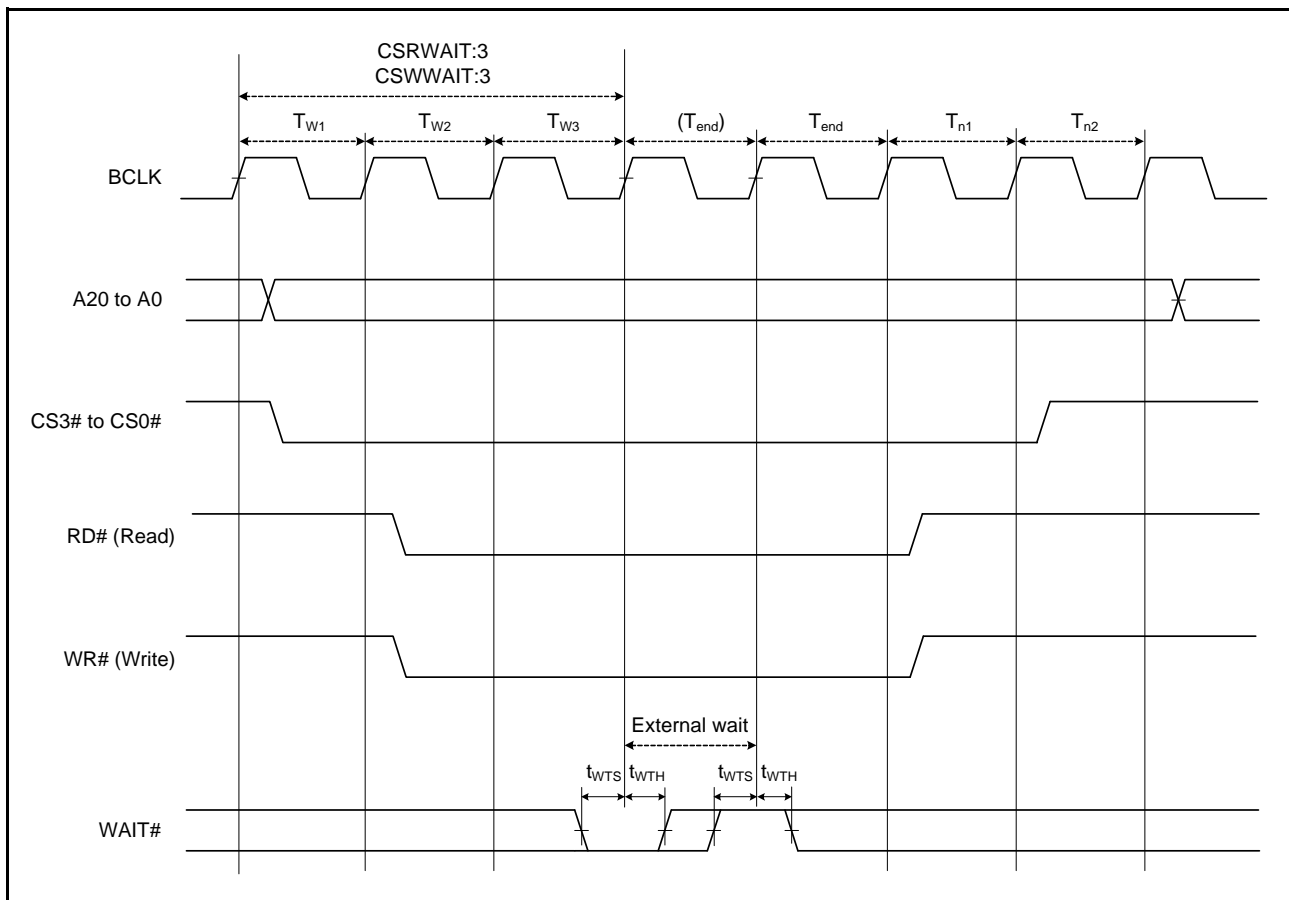 CSRWAIT:3
CSWWAIT:3
TW1 TW2 TW3 (Tend) Tend Tn1 Tn2
BCLK
A20 to A0
CS3# to CS0#
RD# (Read)
WR# (Write)
External wait
tWTS tWTH tWTS tWTH
WAIT#